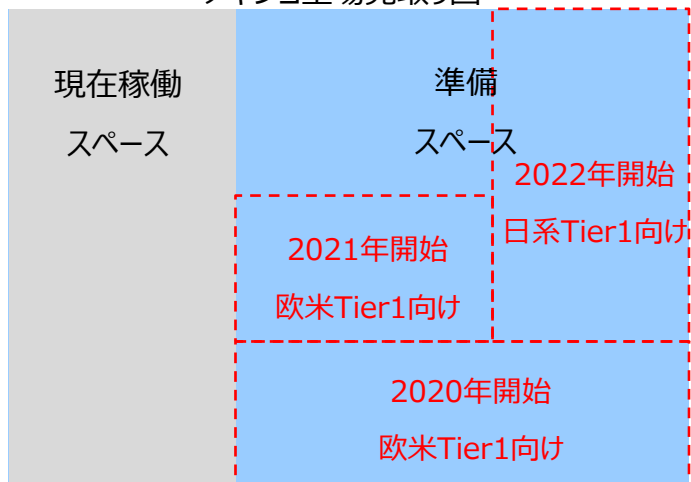 現在稼働
スペース
準備
スペース
2022年開始
日系Tier1向け
2021年開始
欧米Tier1向け
2020年開始
欧米Tier1向け